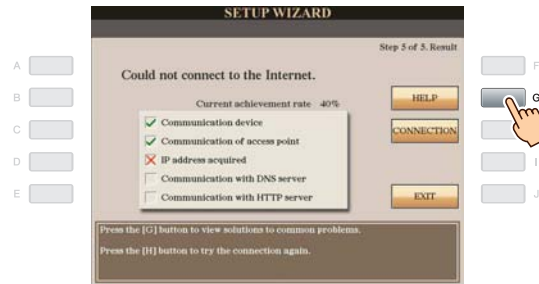 SETUP WIZARD
Step 5 of 5. Result
Could not connect to the Internet.
Current achievement rate 40%
Communication device
Communication of access point
IP address acquired
Communication with DNS server
Communication with HTTP server
HELP
CONNECTION
EXIT
Press the [G] button to view solutions to common problems.
Press the [H] button to try the connection again.
A
B
C
D
E
F
G
I
J